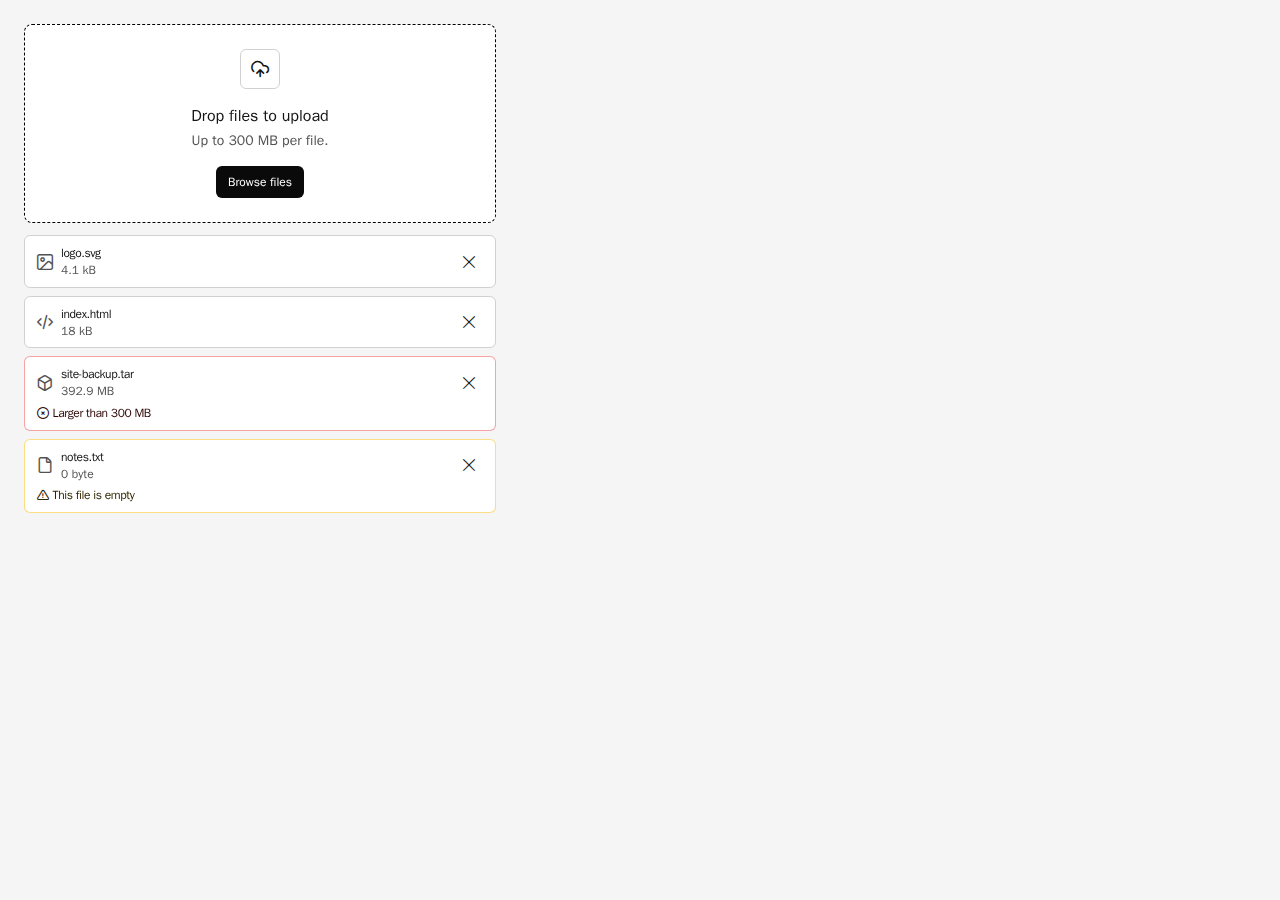 Drop files to upload
Up to 300 MB per file.
Browse files
logo.svg
4.1 kB
index.html
18 kB
site-backup.tar
392.9 MB
Larger than 300 MB
notes.txt
0 byte
This file is empty